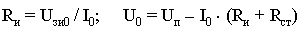 Rи = Uзи0 / I0;    U0 = Uп – I0 · (Rи + Rст)